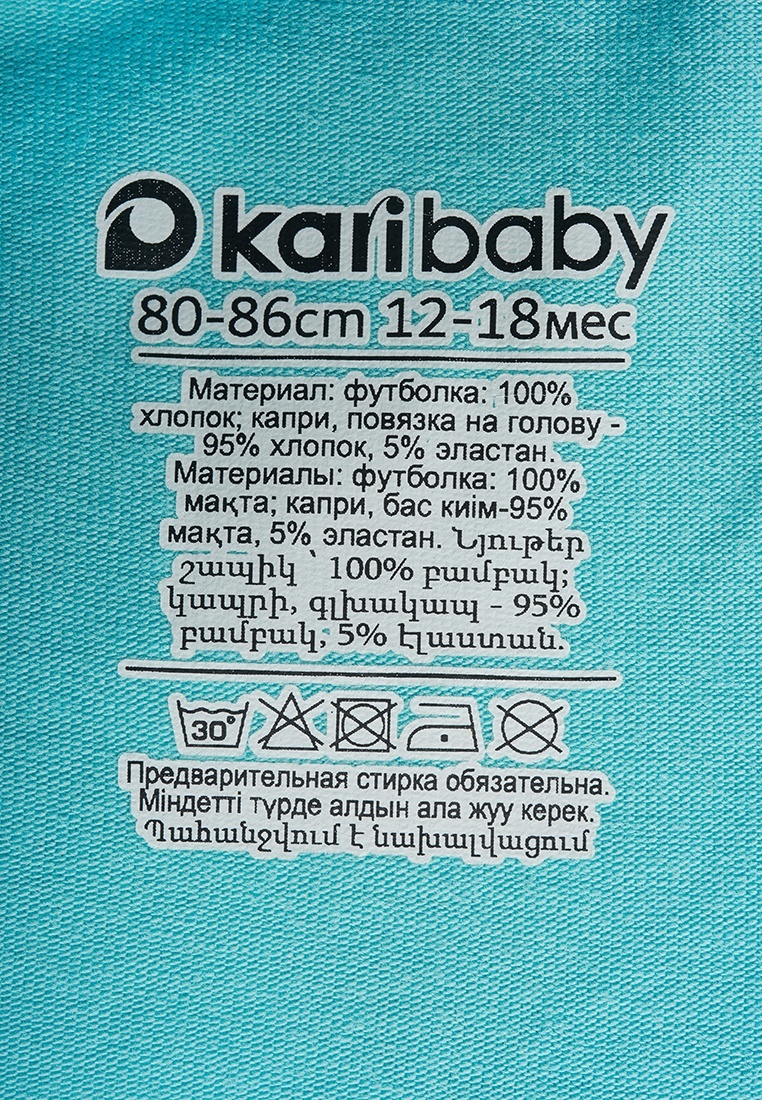 karibaby
80-86cm 12-18мес
Материал: футболка: 100%
хлопок; капри, повязка на голову -
95% хлопок, 5% эластан.
Материалы: футболка: 100%
мақта; капри, бас киім-95%
мақта, 5% эластан. Նյութեր
շապիկ ՝ 100% բամբակ;
կապրի, գլխակապ - 95%
բամբակ, 5% էլաստան.
30°
Предварительная стирка обязательна.
Міндетті түрде алдын ала жуу керек.
Պահանջվում է նախալվացում